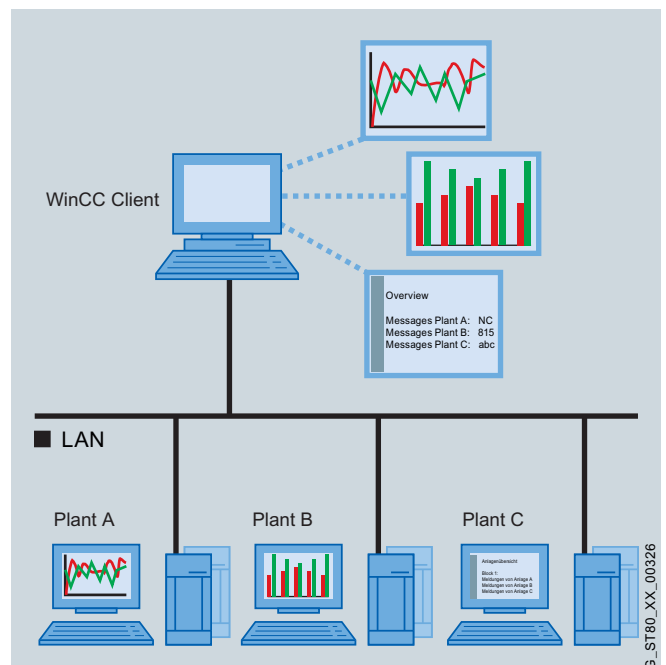 WinCC Client
Overview
Messages Plant A: NC
Messages Plant B: 815
Messages Plant C: abc
LAN
Plant A
Plant B
Plant C
Anlagenübersicht
Block 1:
Meldungen von Anlage A
Meldungen von Anlage B
Meldungen von Anlage C
G_ST80_XX_00326